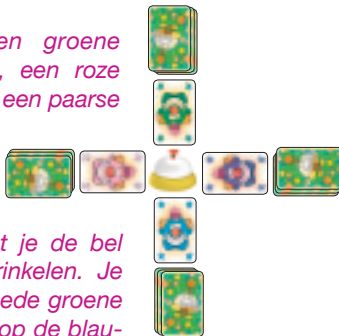 en groene
, een roze
een paarse
t je de bel
rinkelen. Je
ede groene
op de blau-